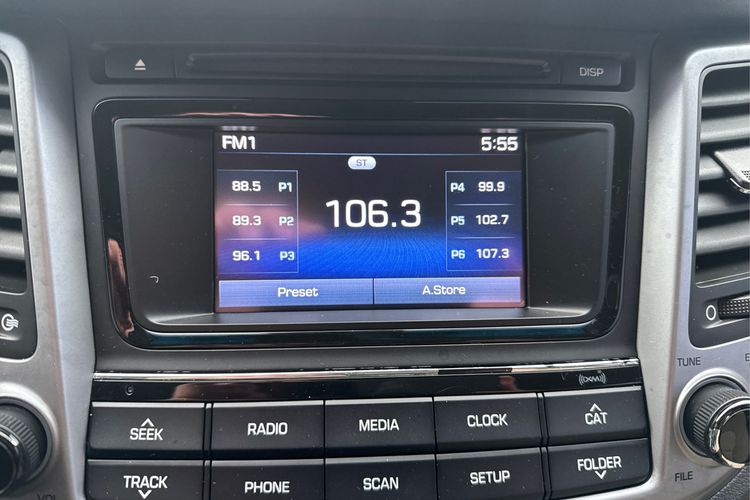 DISP
FM1 5:55
ST
88.5 P1
89.3 P2
96.1 P3
106.3
P4 99.9
P5 102.7
P6 107.3
Preset A.Store
((XM))
SEEK RADIO MEDIA CLOCK CAT
TRACK PHONE SCAN SETUP FOLDER
TUNE
FILE
VOL